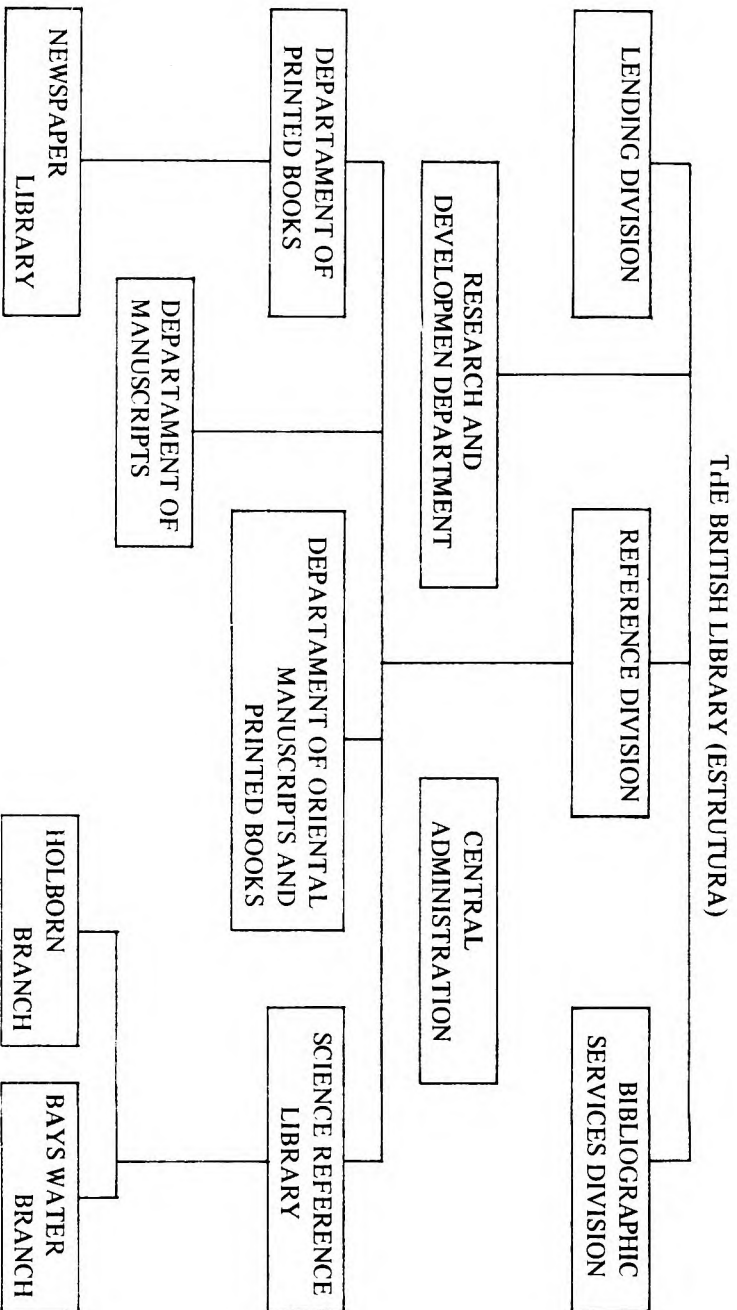 TrIE BRITISH LIBRARY (ESTRUTURA)
LENDING DIVISION
REFERENCE DIVISION
BIBLIOGRAPHIC
SERVICES DIVISION
RESEARCH AND
DEVELOPMEN DEPARTMENT
CENTRAL
ADMINISTRATION
DEPARTAMENT OF
PRINTED BOOKS
DEPARTAMENT OF
MANUSCRIPTS
DEPARTAMENT OF ORIENTAL
MANUSCRIPTS AND
PRINTED BOOKS
SCIENCE REFERENCE
LIBRARY
NEWSPAPER
LIBRARY
HOLBORN
BRANCH
BAYS WATER
BRANCH